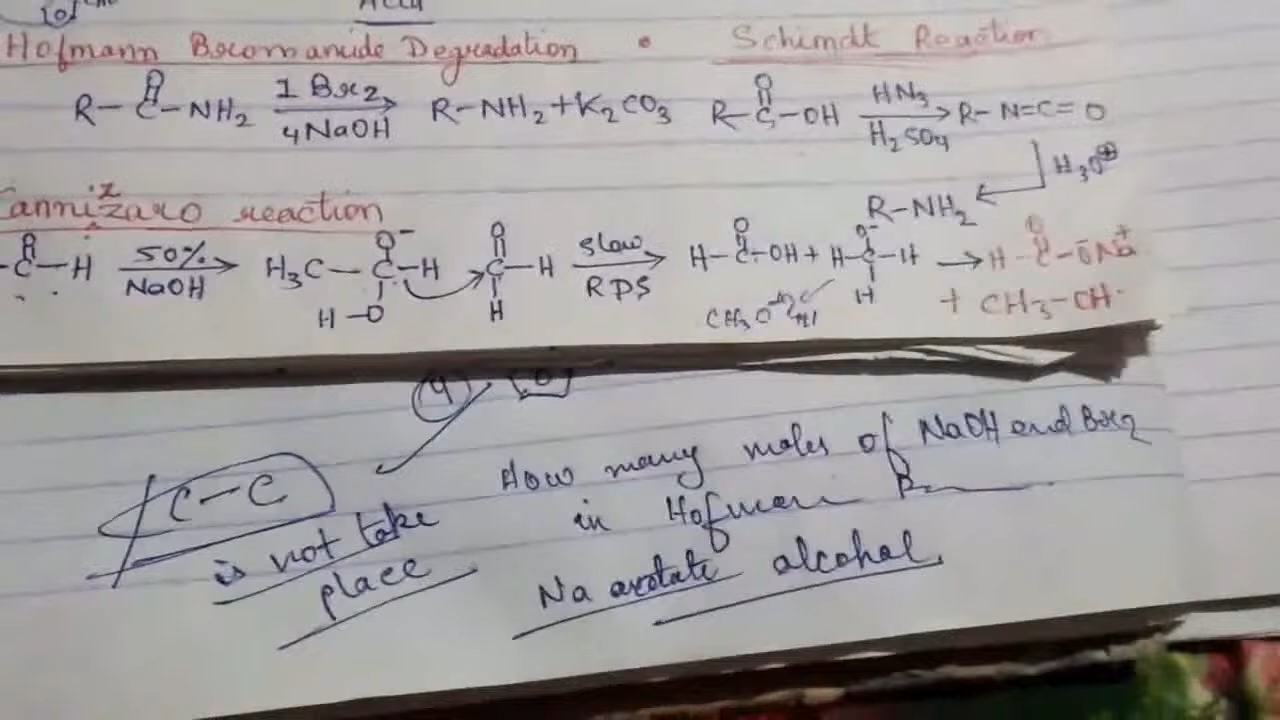 Hofmann Bromamide Degradation • Schimdt Reaction
R-C(=O)-NH2 1 Br2 / 4NaOH → R-NH2 + K2CO3
R-C(=O)-OH HN3 / H2SO4 → R-N=C=O
H3O⊕
R-NH2
Cannizaro reaction
z
-C(=O)-H 50% NaOH → H3C-C(O-)-H H-O
C(=O)-H H slow RDS → H-C(=O)-OH + H-C(O-)-H H → H-C(=O)-ŌNa+
+ CH3-OH
(4)
C-C
is not take
place
How many moles of NaOH and Br2
in Hofmann
Na acetate alcohol